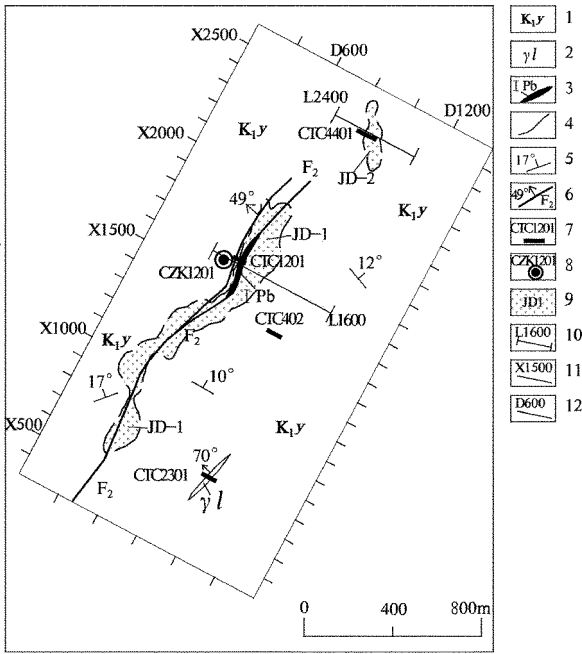 X2500
D600
L2400
D1200
K₁y
CTC4401
X2000
F₂
JD-2
49°
K₁y
X1500
JD-1
CZK1201
CTC1201
12°
I Pb
L1600
X1000
CTC402
K₁y
F₂
17°
10°
X500
JD-1
K₁y
70°
CTC2301
F₂
γl
0 400 800m
K₁y 1
γl 2
I Pb 3
4
17° 5
49° F₂ 6
CTC1201 7
CZK1201 8
JD1 9
L1600 10
X1500 11
D600 12